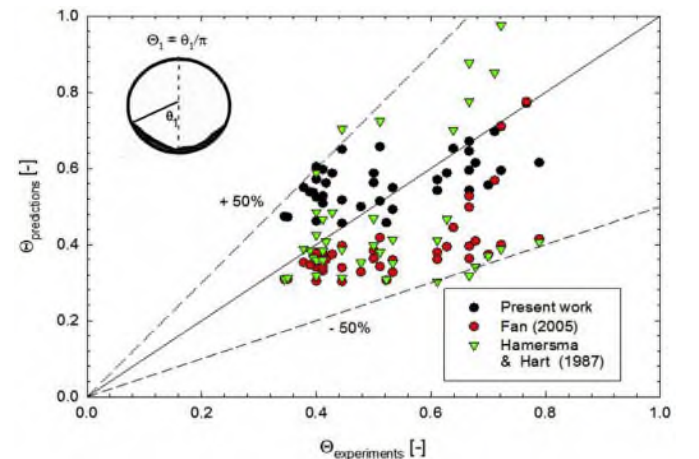 Θ₁ = θ₁/π
θ₁
+ 50%
- 50%
Θpredictions [-]
1.0
0.8
0.6
0.4
0.2
0.0
0.0 0.2 0.4 0.6 0.8 1.0
Θexperiments [-]
Present work
Fan (2005)
Hamersma
& Hart (1987)